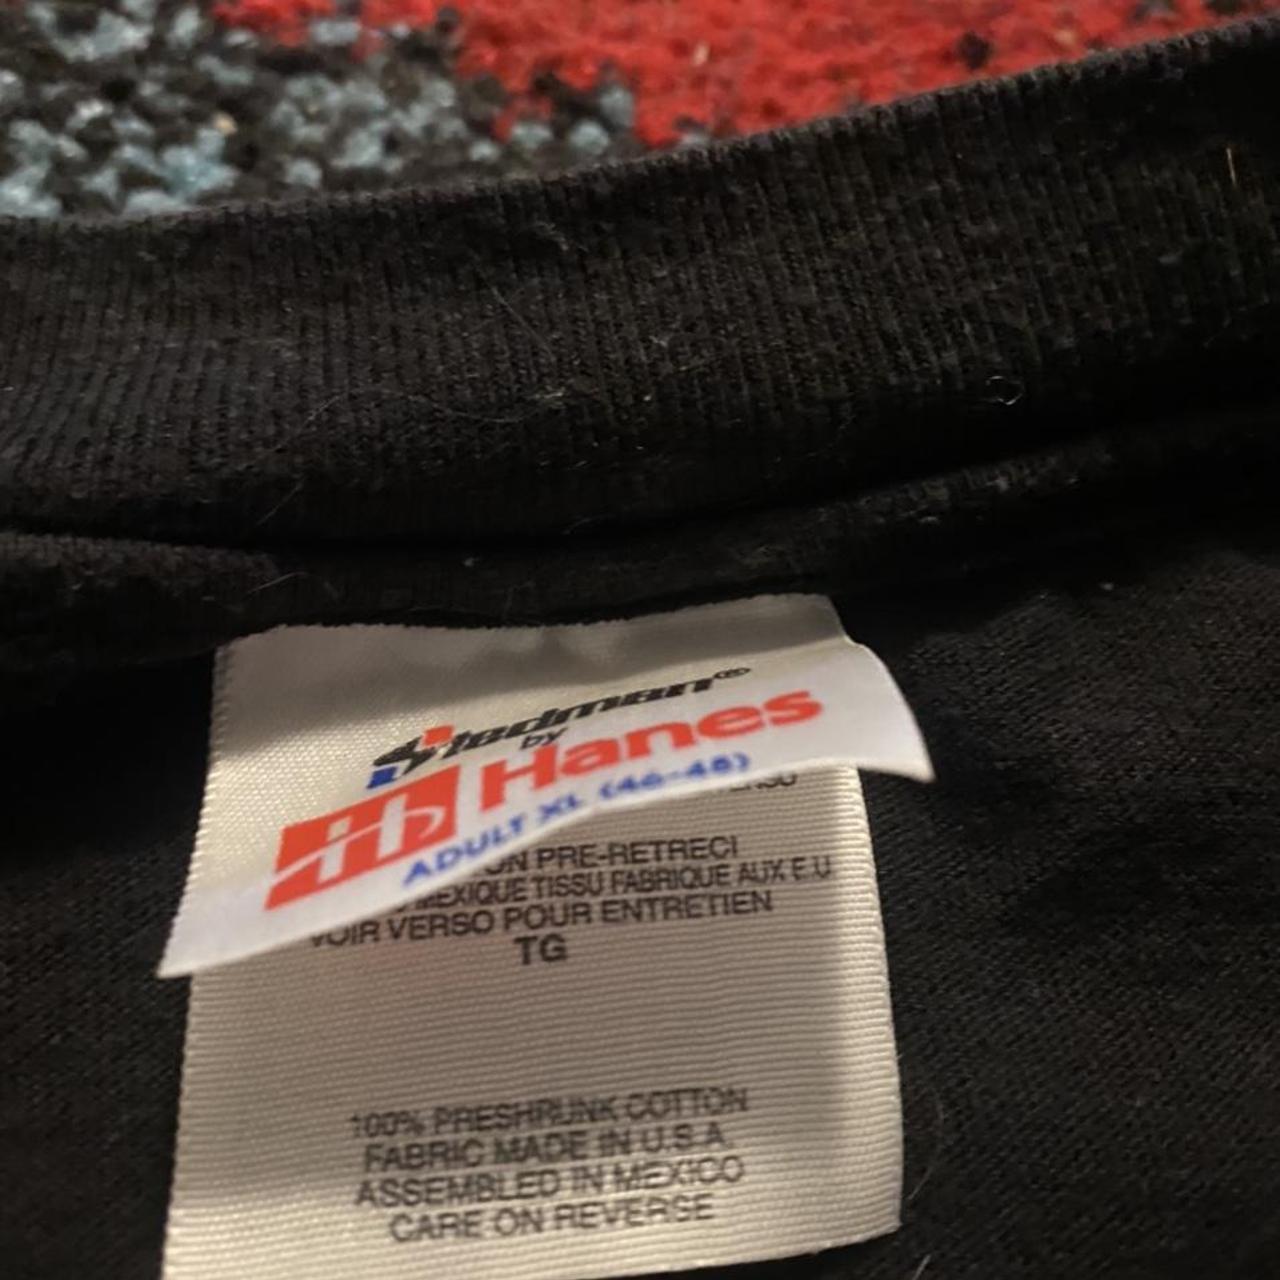 Stedman®
by
Hanes
ADULT XL (46-48)
PRE-RETRECI
MEXIQUE TISSU FABRIQUE AUX E.U
VOIR VERSO POUR ENTRETIEN
TG
100% PRESHRUNK COTTON
FABRIC MADE IN U.S.A.
ASSEMBLED IN MEXICO
CARE ON REVERSE